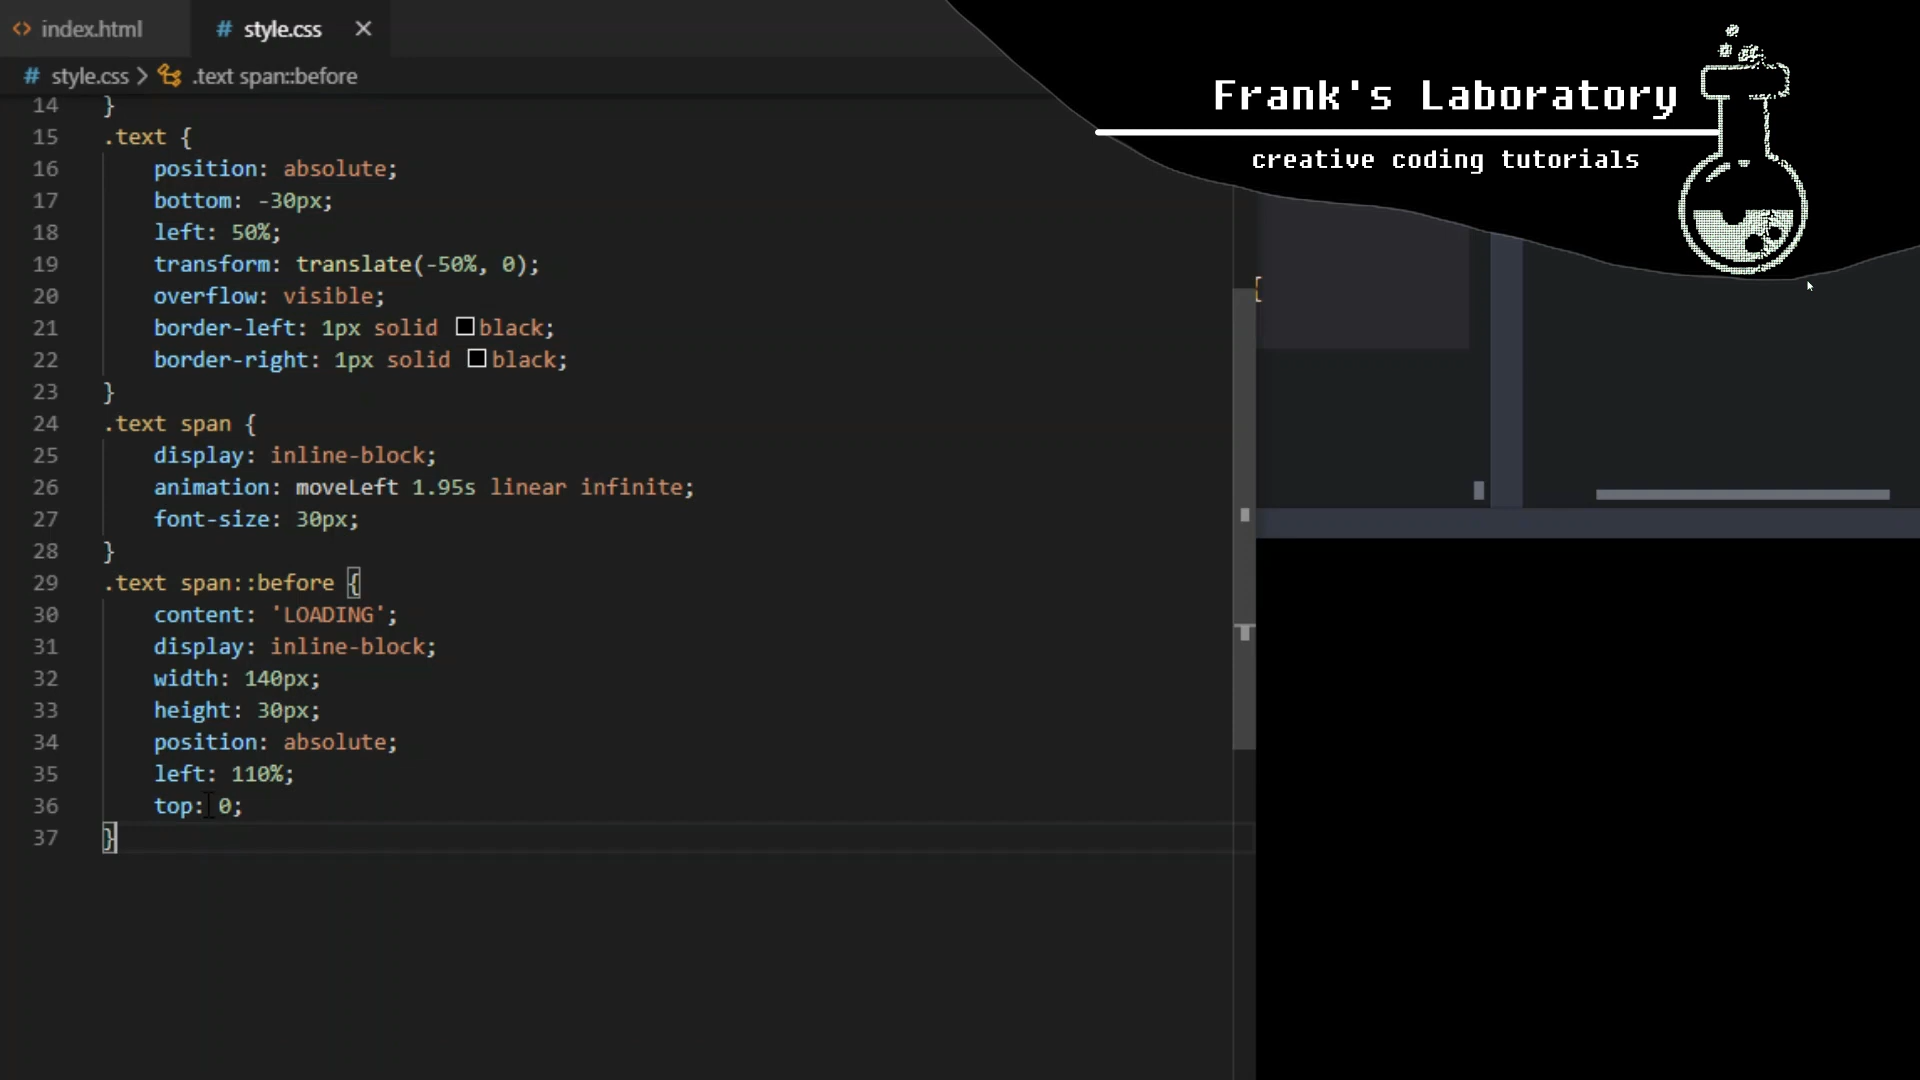 index.html
# style.css
# style.css > .text span::before
Frank's Laboratory
creative coding tutorials
14 }
15 .text {
16 position: absolute;
17 bottom: -30px;
18 left: 50%;
19 transform: translate(-50%, 0);
20 overflow: visible;
21 border-left: 1px solid black;
22 border-right: 1px solid black;
23 }
24 .text span {
25 display: inline-block;
26 animation: moveLeft 1.95s linear infinite;
27 font-size: 30px;
28 }
29 .text span::before {
30 content: 'LOADING';
31 display: inline-block;
32 width: 140px;
33 height: 30px;
34 position: absolute;
35 left: 110%;
36 top: 0;
37 }
{